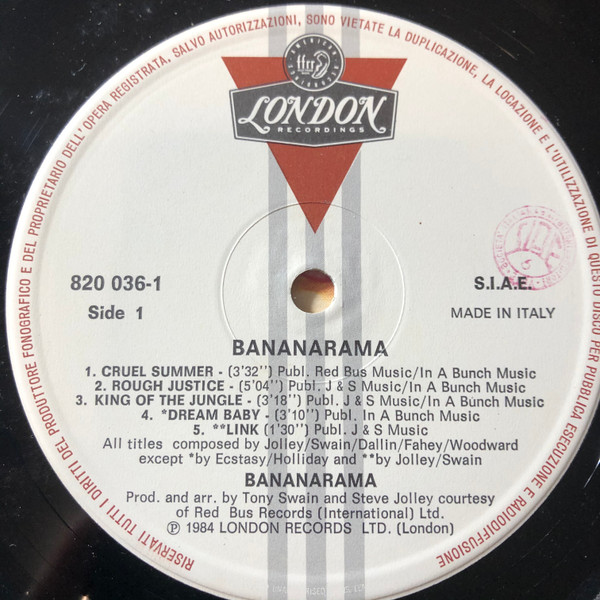 RISERVATI TUTTI I DIRITTI DEL PRODUTTORE FONOGRAFICO E DEL PROPRIETARIO DELL'OPERA REGISTRATA, SALVO AUTORIZZAZIONI, SONO VIETATE LA DUPLICAZIONE, LA LOCAZIONE E L'UTILIZZAZIONE DI QUESTO DISCO PER PUBBLICA ESECUZIONE E RADIODIFFUSIONE
ffrr
LONDON
RECORDINGS
820 036-1
Side 1
S.I.A.E.
MADE IN ITALY
BANANARAMA
1. CRUEL SUMMER - (3'32'') Publ. Red Bus Music/In A Bunch Music
2. ROUGH JUSTICE - (5'04'') Publ. J & S Music/In A Bunch Music
3. KING OF THE JUNGLE - (3'18'') Publ. J & S Music/In A Bunch Music
4. *DREAM BABY - (3'10'') Publ. In A Bunch Music
5. **LINK (1'30'') Publ. J & S Music
All titles composed by Jolley/Swain/Dallin/Fahey/Woodward
except *by Ecstasy/Holliday and **by Jolley/Swain
BANANARAMA
Prod. and arr. by Tony Swain and Steve Jolley courtesy
of Red Bus Records (International) Ltd.
Ⓟ 1984 LONDON RECORDS LTD. (London)